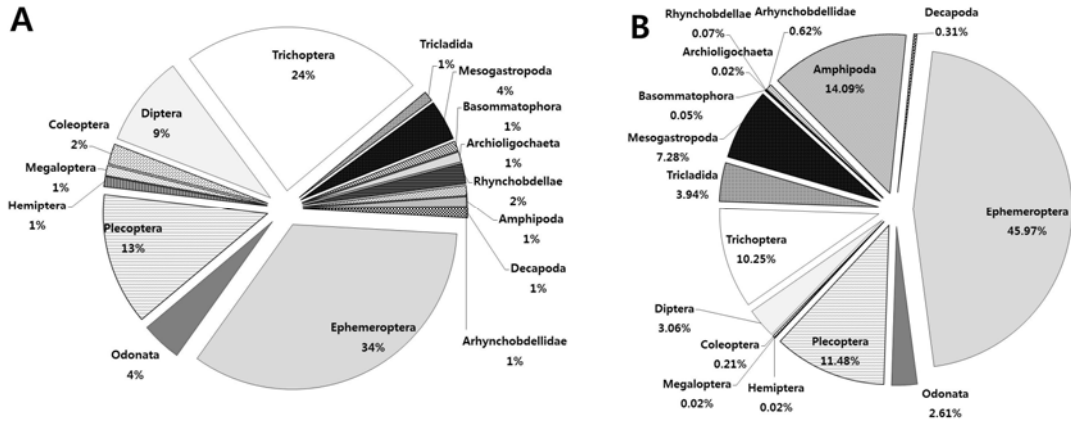 A
Trichoptera
24%
Tricladida
1%
Mesogastropoda
4%
Basommatophora
1%
Archioligochaeta
1%
Rhynchobdellae
2%
Amphipoda
1%
Decapoda
1%
Arhynchobdellidae
1%
Ephemeroptera
34%
Odonata
4%
Plecoptera
13%
Hemiptera
1%
Megaloptera
1%
Coleoptera
2%
Diptera
9%
B
Decapoda
0.31%
Ephemeroptera
45.97%
Odonata
2.61%
Plecoptera
11.48%
Hemiptera
0.02%
Megaloptera
0.02%
Coleoptera
0.21%
Diptera
3.06%
Trichoptera
10.25%
Tricladida
3.94%
Mesogastropoda
7.28%
Basommatophora
0.05%
Archioligochaeta
0.02%
Rhynchobdellae
0.07%
Arhynchobdellidae
0.62%
Amphipoda
14.09%